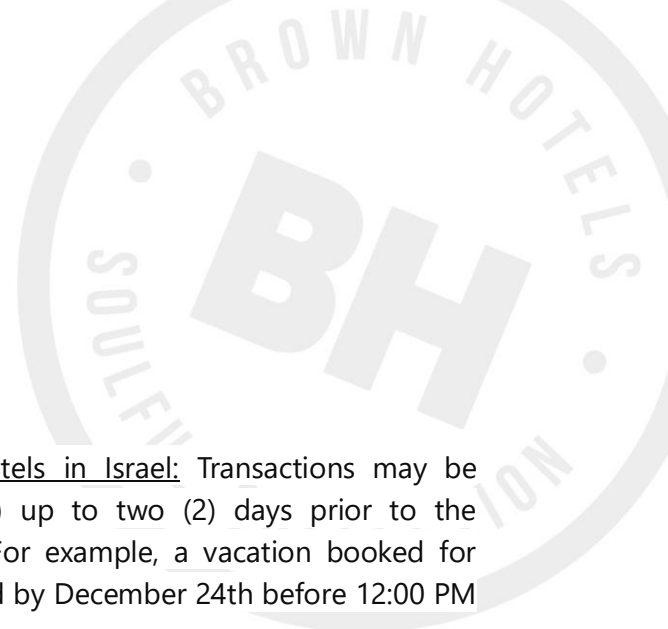 BROWN HOTELS
BH
tels in Israel: Transactions may be
up to two (2) days prior to the
For example, a vacation booked for
by December 24th before 12:00 PM